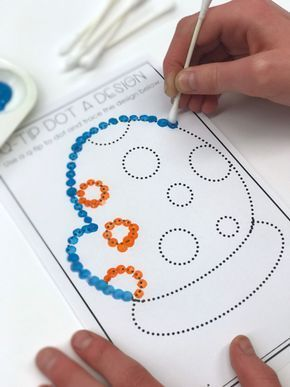 Q-TIP DOT A DESIGN
Use a q-tip to dot and trace the design below